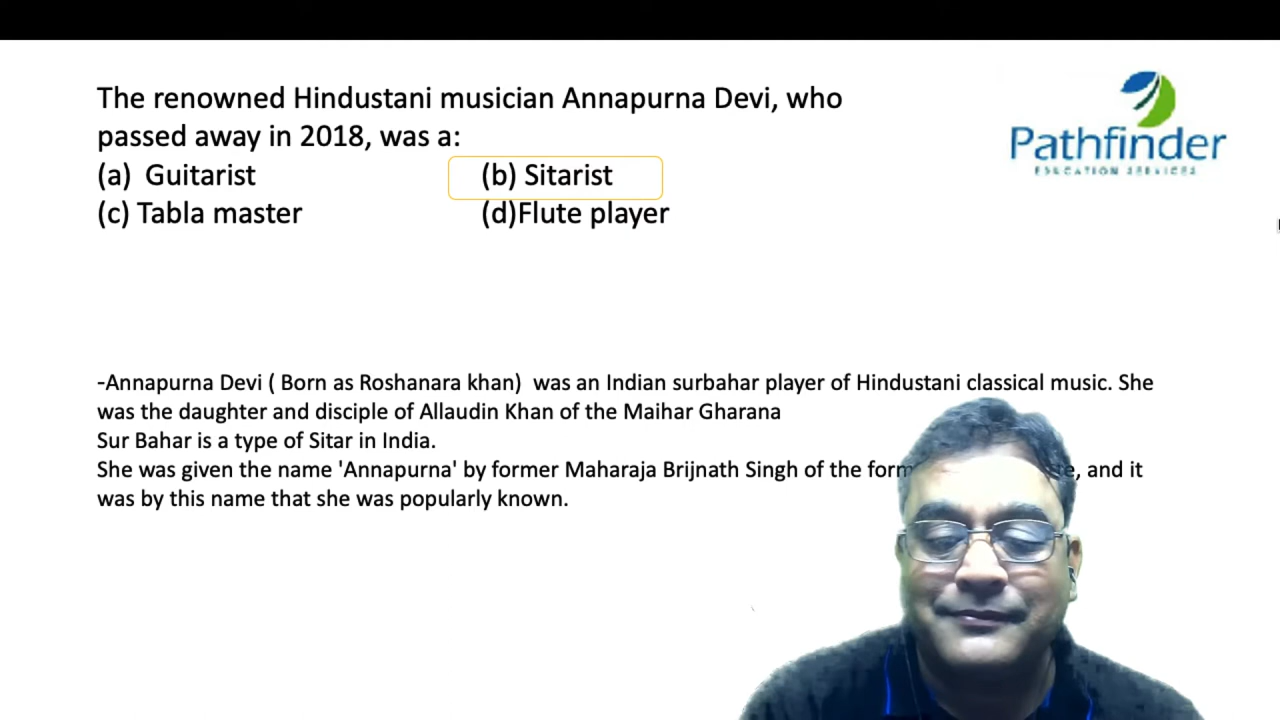 The renowned Hindustani musician Annapurna Devi, who
passed away in 2018, was a:
(a) Guitarist (b) Sitarist
(c) Tabla master (d)Flute player
Pathfinder
EDUCATION SERVICES
-Annapurna Devi ( Born as Roshanara khan) was an Indian surbahar player of Hindustani classical music. She
was the daughter and disciple of Allaudin Khan of the Maihar Gharana
Sur Bahar is a type of Sitar in India.
She was given the name 'Annapurna' by former Maharaja Brijnath Singh of the and it
was by this name that she was popularly known.